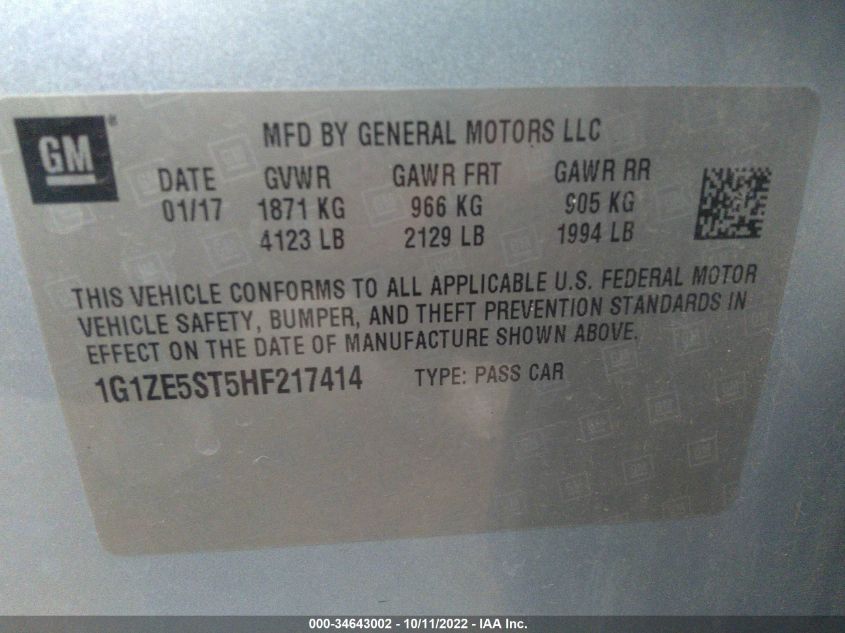 GM®
MFD BY GENERAL MOTORS LLC
DATE GVWR GAWR FRT GAWR RR
01/17 1871 KG 966 KG 905 KG
4123 LB 2129 LB 1994 LB
THIS VEHICLE CONFORMS TO ALL APPLICABLE U.S. FEDERAL MOTOR
VEHICLE SAFETY, BUMPER, AND THEFT PREVENTION STANDARDS IN
EFFECT ON THE DATE OF MANUFACTURE SHOWN ABOVE.
1G1ZE5ST5HF217414 TYPE: PASS CAR
000-34643002 - 10/11/2022 - IAA Inc.